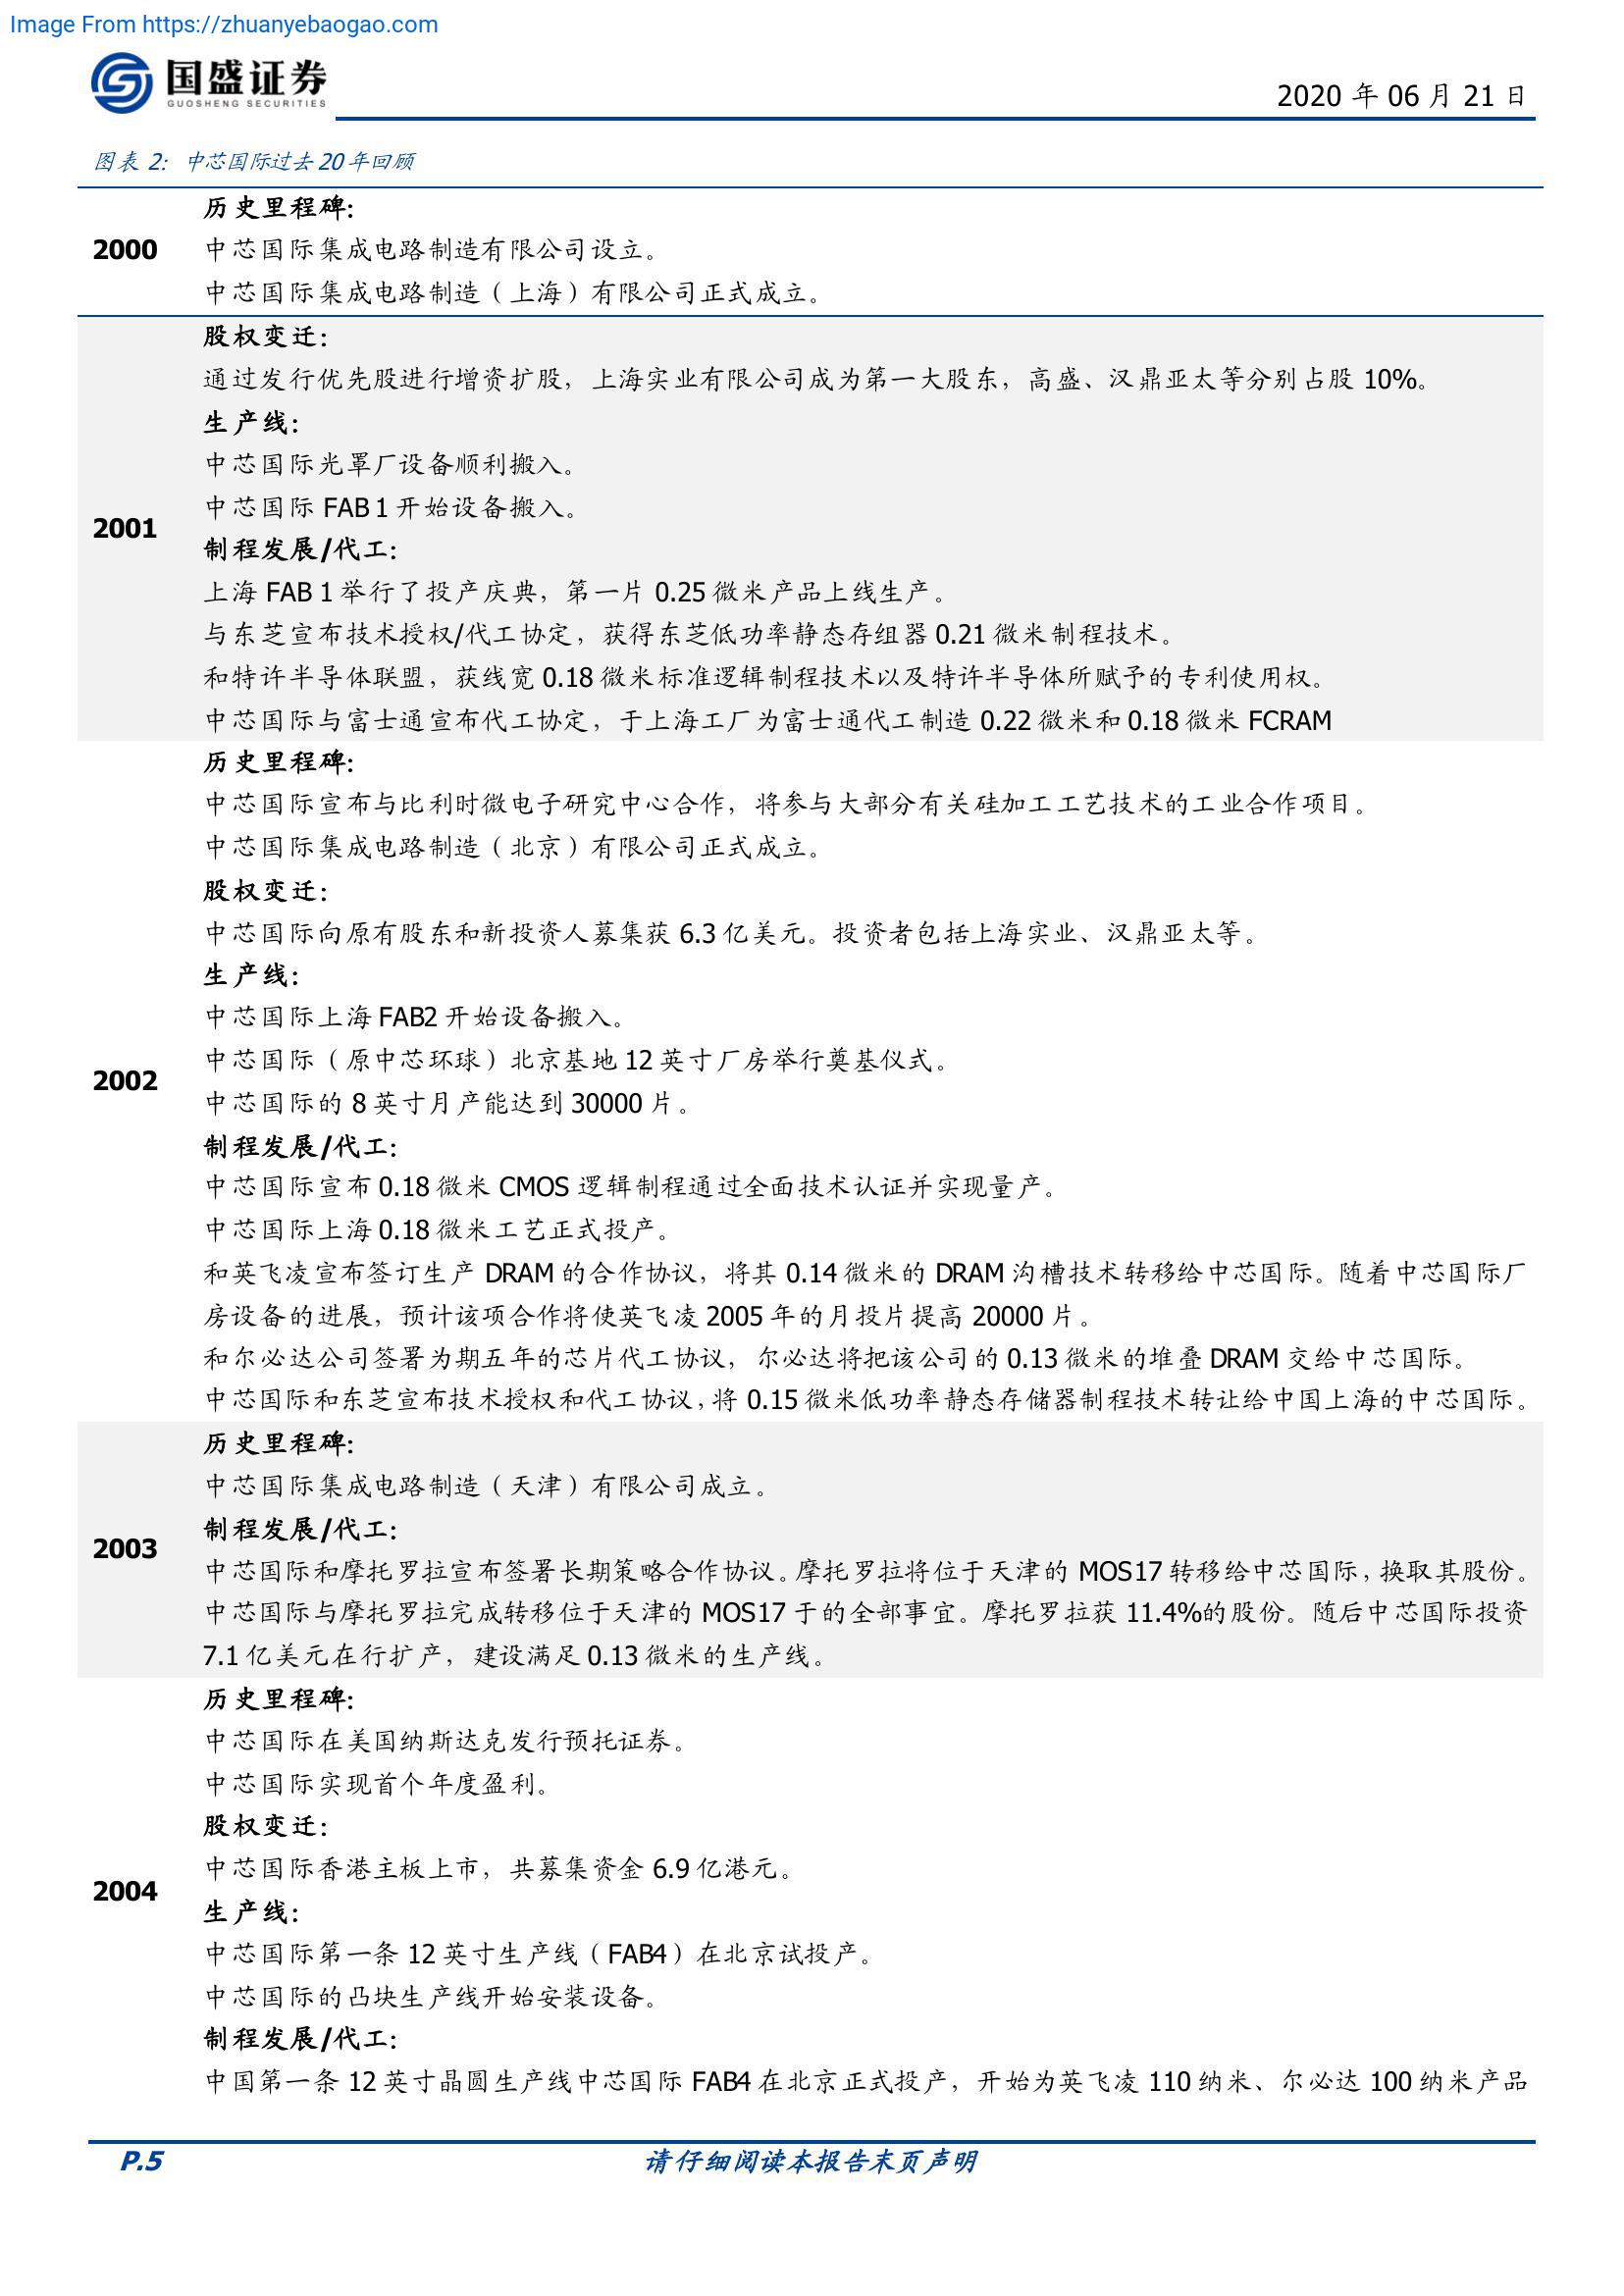 Image From https://zhuanyebaogao.com
国盛证券
GUOSHENG SECURITIES
2020 年 06 月 21 日
图表 2: 中芯国际过去 20 年回顾
历史里程碑:
2000
中芯国际集成电路制造有限公司设立。
中芯国际集成电路制造（上海）有限公司正式成立。
股权变迁:
通过发行优先股进行增资扩股，上海实业有限公司成为第一大股东，高盛、汉鼎亚太等分别占股 10%。
生产线:
中芯国际光罩厂设备顺利搬入。
中芯国际 FAB 1 开始设备搬入。
2001
制程发展/代工:
上海 FAB 1 举行了投产庆典，第一片 0.25 微米产品上线生产。
与东芝宣布技术授权/代工协定，获得东芝低功率静态存组器 0.21 微米制程技术。
和特许半导体联盟，获线宽 0.18 微米标准逻辑制程技术以及特许半导体所赋予的专利使用权。
中芯国际与富士通宣布代工协定，于上海工厂为富士通代工制造 0.22 微米和 0.18 微米 FCRAM
历史里程碑:
中芯国际宣布与比利时微电子研究中心合作，将参与大部分有关硅加工工艺技术的工业合作项目。
中芯国际集成电路制造（北京）有限公司正式成立。
股权变迁:
中芯国际向原有股东和新投资人募集获 6.3 亿美元。投资者包括上海实业、汉鼎亚太等。
生产线:
中芯国际上海 FAB2 开始设备搬入。
中芯国际（原中芯环球）北京基地 12 英寸厂房举行奠基仪式。
2002
中芯国际的 8 英寸月产能达到 30000 片。
制程发展/代工:
中芯国际宣布 0.18 微米 CMOS 逻辑制程通过全面技术认证并实现量产。
中芯国际上海 0.18 微米工艺正式投产。
和英飞凌宣布签订生产 DRAM 的合作协议，将其 0.14 微米的 DRAM 沟槽技术转移给中芯国际。随着中芯国际厂
房设备的进展，预计该项合作将使英飞凌 2005 年的月投片提高 20000 片。
和尔必达公司签署为期五年的芯片代工协议，尔必达将把该公司的 0.13 微米的堆叠 DRAM 交给中芯国际。
中芯国际和东芝宣布技术授权和代工协议，将 0.15 微米低功率静态存储器制程技术转让给中国上海的中芯国际。
历史里程碑:
中芯国际集成电路制造（天津）有限公司成立。
制程发展/代工:
2003
中芯国际和摩托罗拉宣布签署长期策略合作协议。摩托罗拉将位于天津的 MOS17 转移给中芯国际，换取其股份。
中芯国际与摩托罗拉完成转移位于天津的 MOS17 于的全部事宜。摩托罗拉获 11.4%的股份。随后中芯国际投资
7.1 亿美元在行扩产，建设满足 0.13 微米的生产线。
历史里程碑:
中芯国际在美国纳斯达克发行预托证券。
中芯国际实现首个年度盈利。
股权变迁:
中芯国际香港主板上市，共募集资金 6.9 亿港元。
2004
生产线:
中芯国际第一条 12 英寸生产线（FAB4）在北京试投产。
中芯国际的凸块生产线开始安装设备。
制程发展/代工:
中国第一条 12 英寸晶圆生产线中芯国际 FAB4 在北京正式投产，开始为英飞凌 110 纳米、尔必达 100 纳米产品
P.5
请仔细阅读本报告末页声明